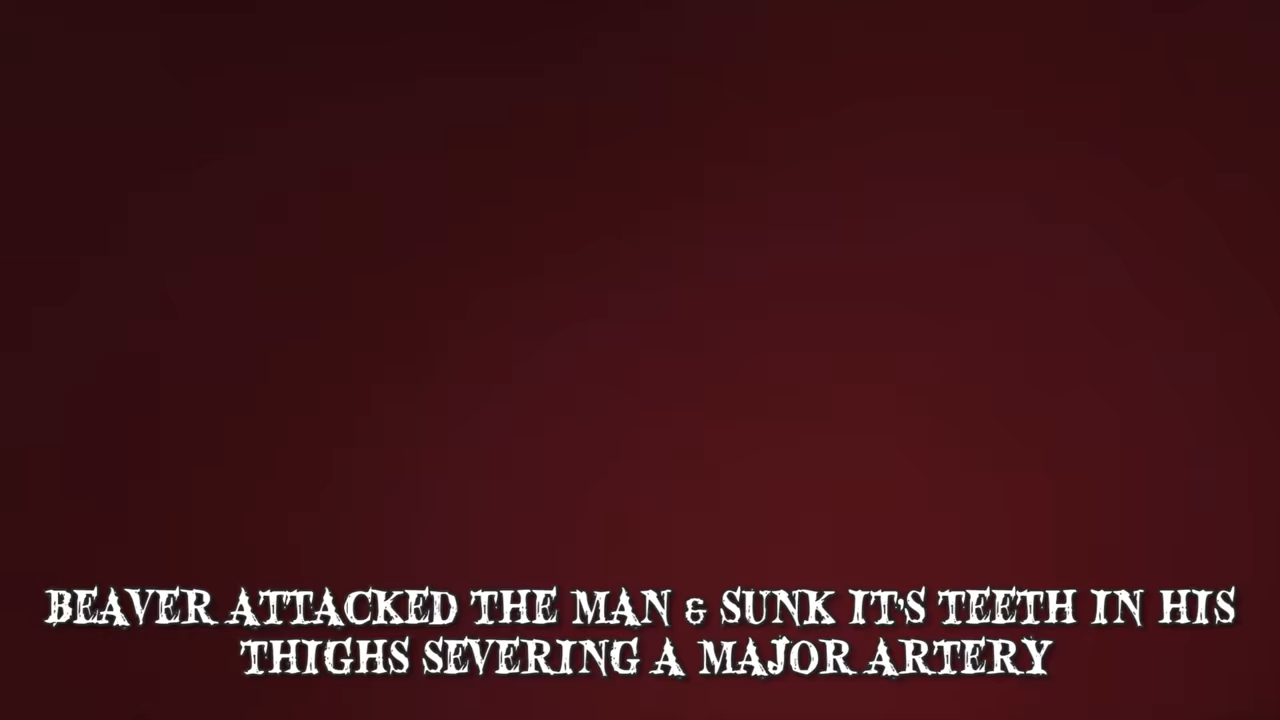 BEAVER ATTACKED THE MAN & SUNK IT'S TEETH IN HIS
THIGHS SEVERING A MAJOR ARTERY